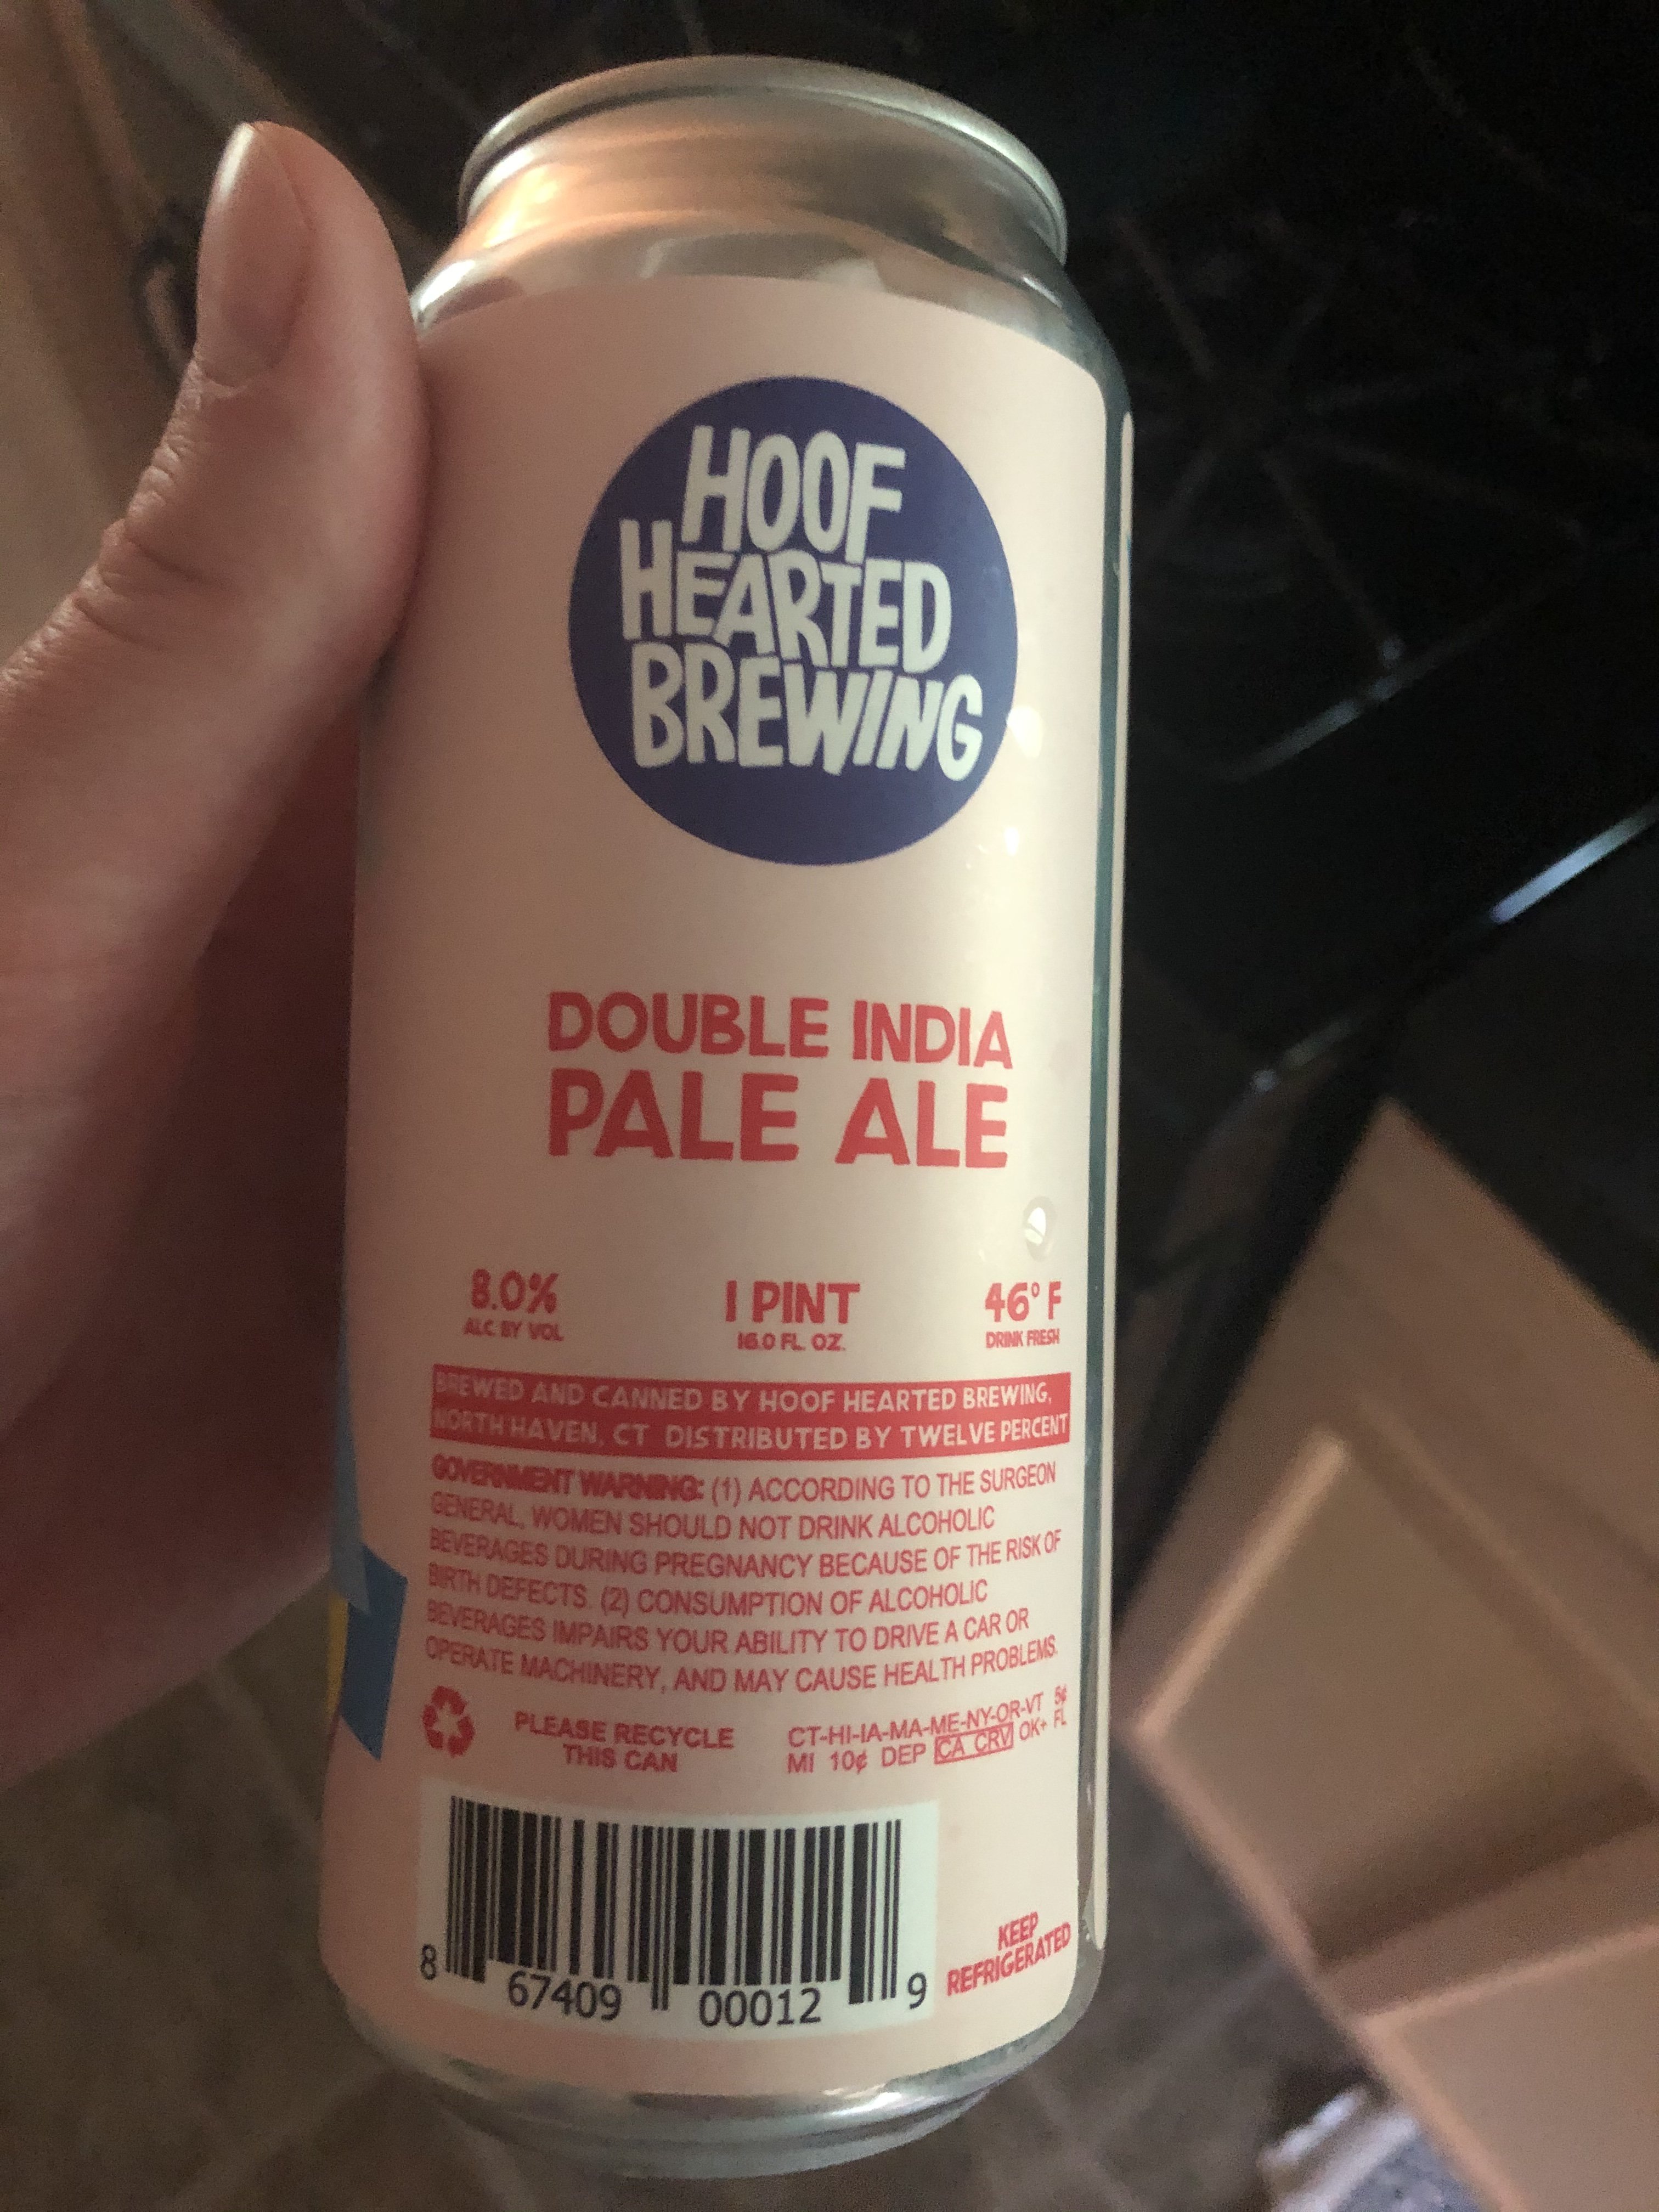 HOOF
HEARTED
BREWING
DOUBLE INDIA
PALE ALE
8.0%
ALC BY VOL
1 PINT
16.0 FL. OZ.
46° F
DRINK FRESH
BREWED AND CANNED BY HOOF HEARTED BREWING,
NORTH HAVEN, CT DISTRIBUTED BY TWELVE PERCENT
GOVERNMENT WARNING: (1) ACCORDING TO THE SURGEON
GENERAL, WOMEN SHOULD NOT DRINK ALCOHOLIC
BEVERAGES DURING PREGNANCY BECAUSE OF THE RISK OF
BIRTH DEFECTS. (2) CONSUMPTION OF ALCOHOLIC
BEVERAGES IMPAIRS YOUR ABILITY TO DRIVE A CAR OR
OPERATE MACHINERY, AND MAY CAUSE HEALTH PROBLEMS.
PLEASE RECYCLE
THIS CAN
CT-HI-IA-MA-ME-NY-OR-VT 5¢
MI 10¢ DEP CA CRV OK+ FL
8 67409 00012 9
KEEP
REFRIGERATED